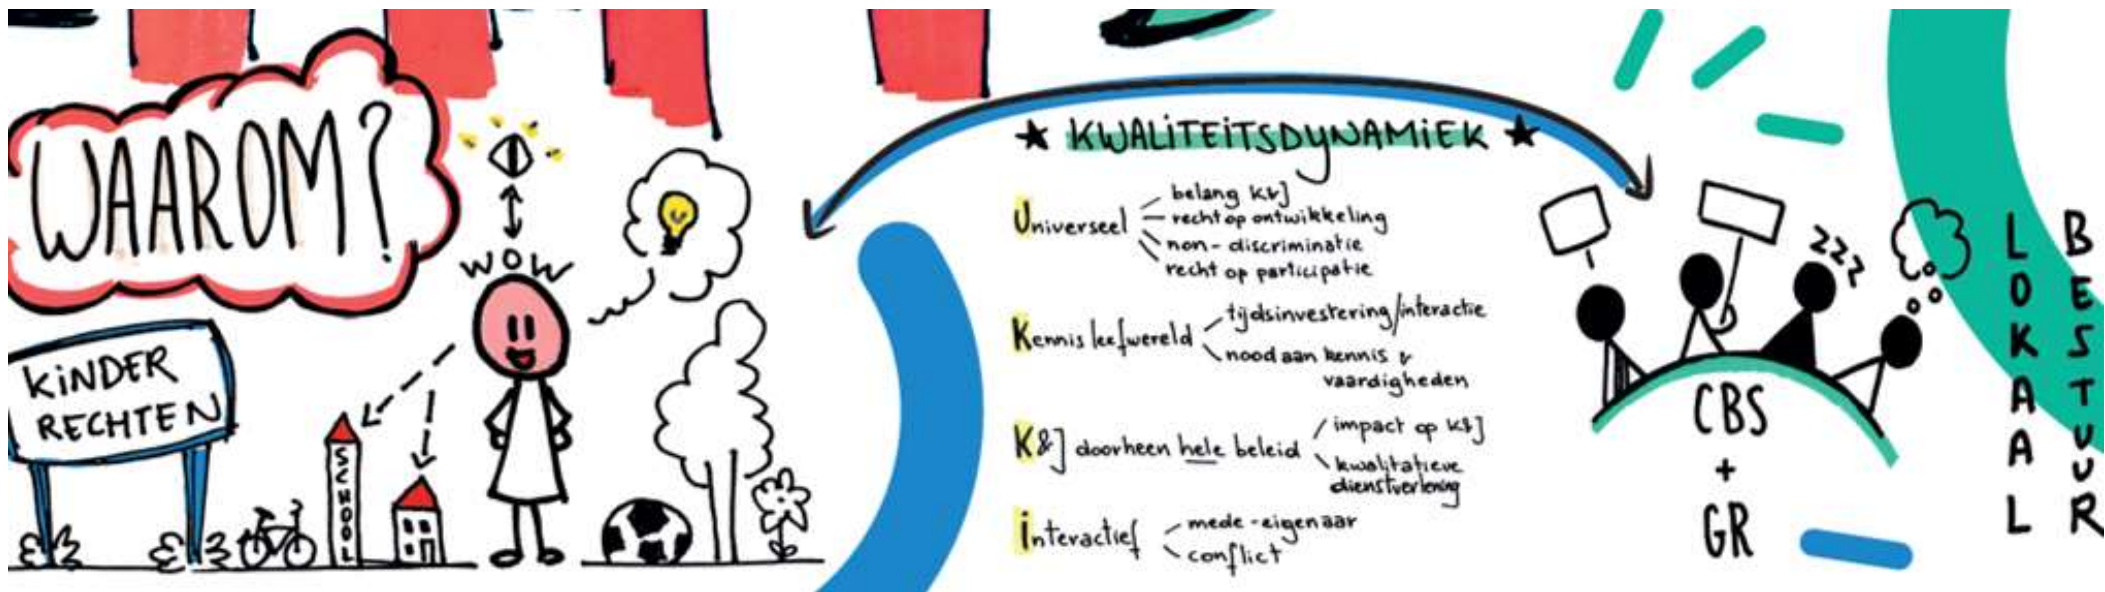 WAAROM?
WOW
KiNDER
RECHTEN
SCHOOL
★ KWALiTEiTSDyNAMiEK ★
Universeel
belang K&J
recht op ontwikkeling
non-discriminatie
recht op participatie
Kennis leefwereld
tijdsinvestering/interactie
nood aan kennis &
vaardigheden
K&J doorheen hele beleid
impact op K&J
kwalitatieve
dienstverlening
interactief
mede-eigenaar
conflict
zzz
CBS
+
GR
LOKAAL
BESTUUR